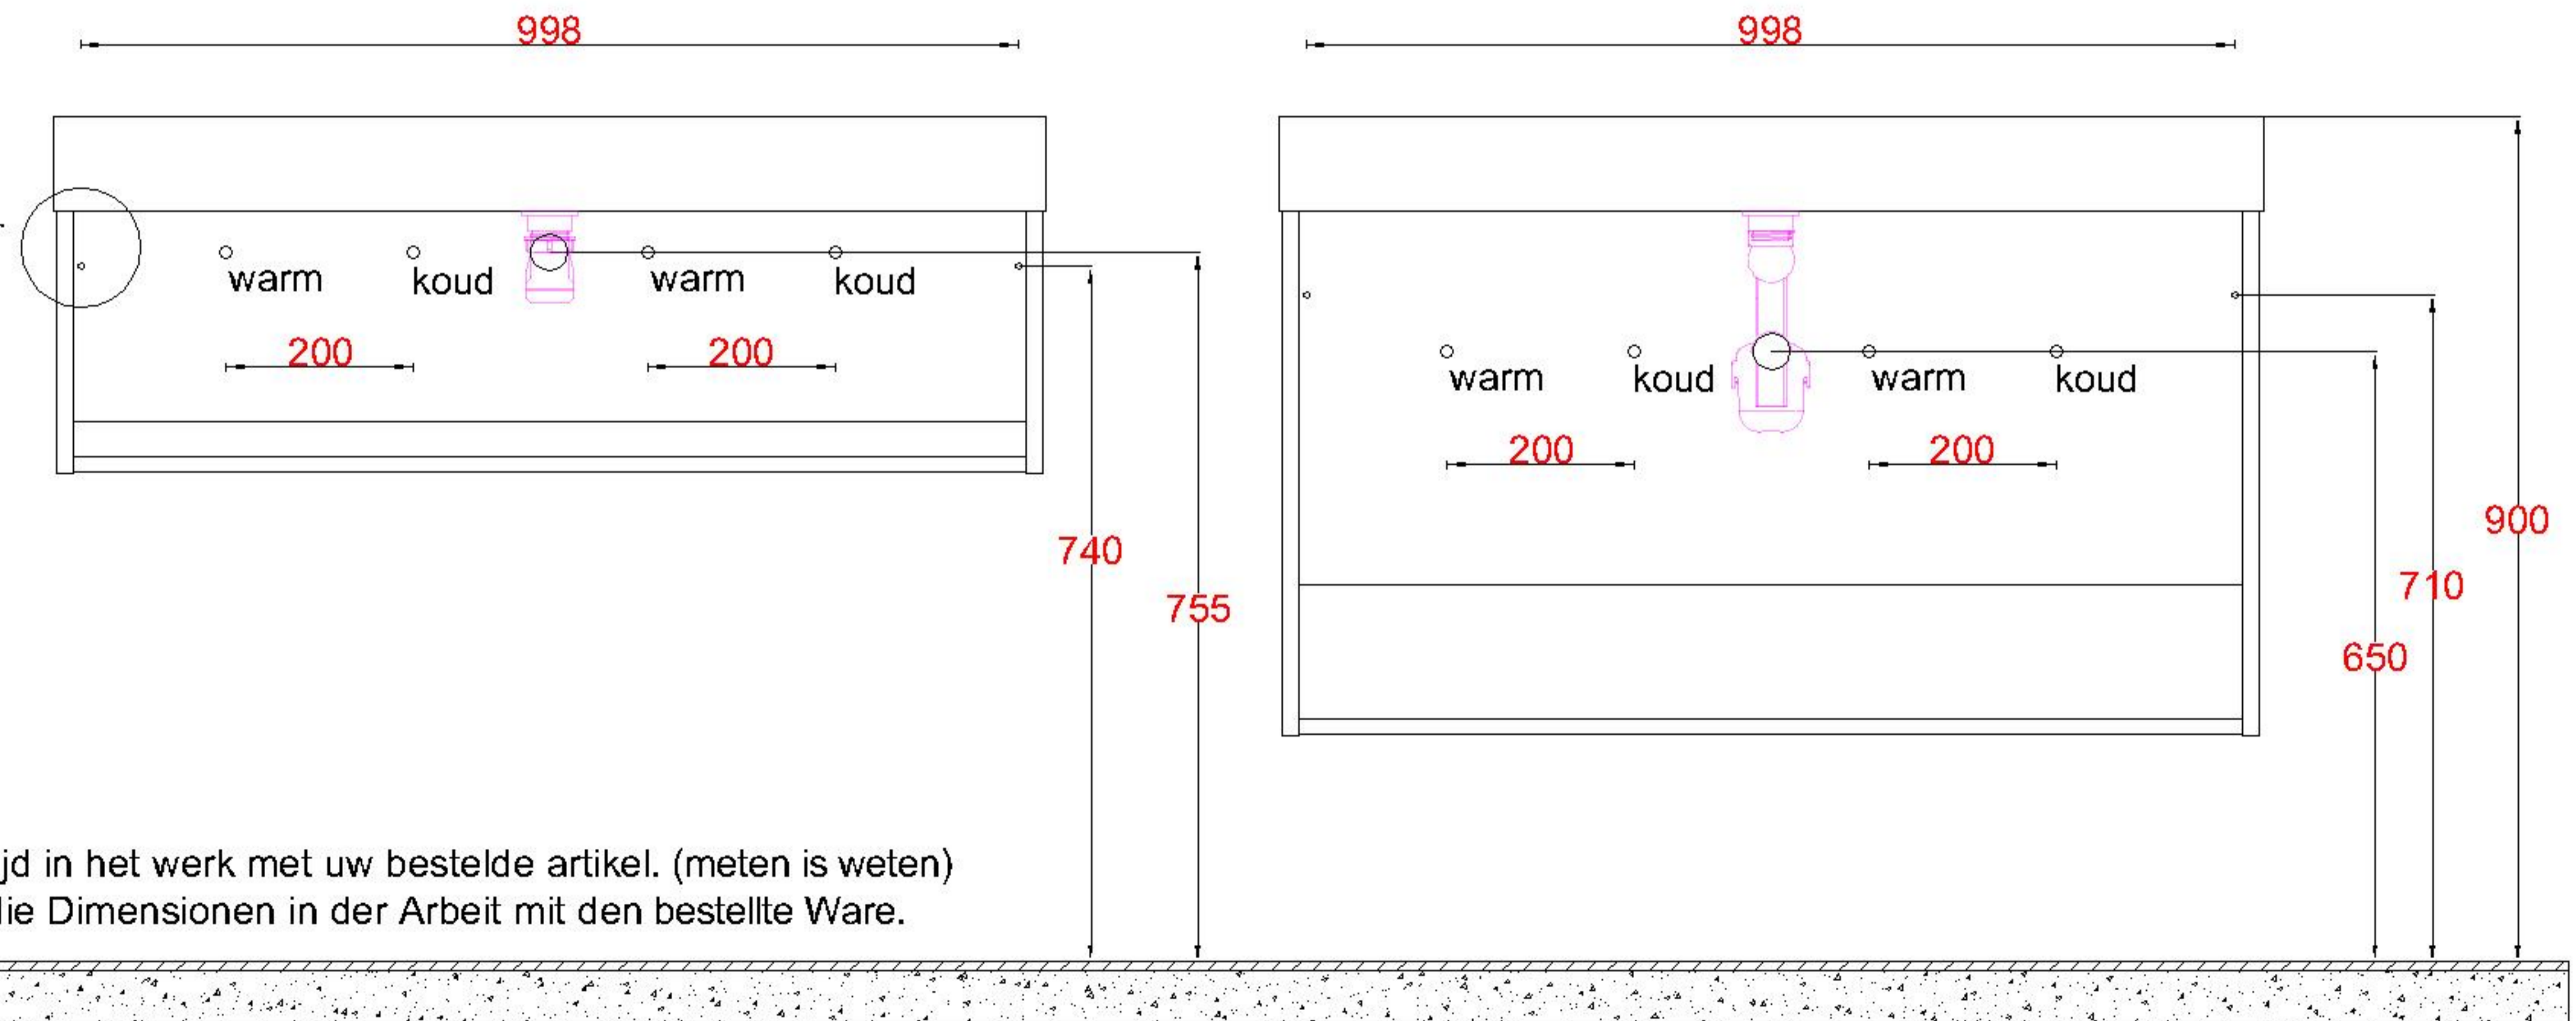 998
998
warm
koud
warm
koud
200
200
warm
koud
warm
koud
200
200
740
755
900
710
650
jd in het werk met uw bestelde artikel. (meten is weten)
die Dimensionen in der Arbeit mit den bestellte Ware.